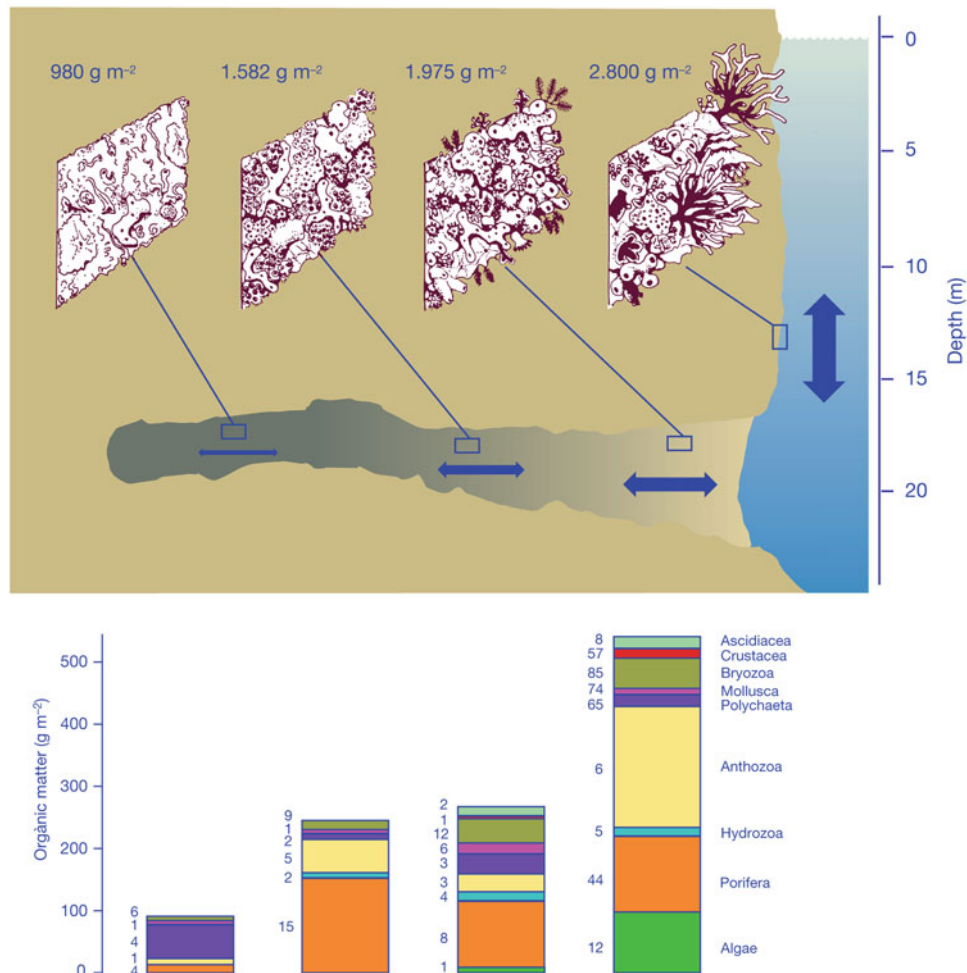 980 g m⁻²
1.582 g m⁻²
1.975 g m⁻²
2.800 g m⁻²
0
5
10
15
20
Depth (m)
Orgànic matter (g m⁻²)
500
400
300
200
100
0
6
1
4
1
4
9
1
2
5
2
15
2
1
12
6
3
3
4
8
1
8
57
85
74
65
6
5
44
12
Ascidiacea
Crustacea
Bryozoa
Mollusca
Polychaeta
Anthozoa
Hydrozoa
Porifera
Algae